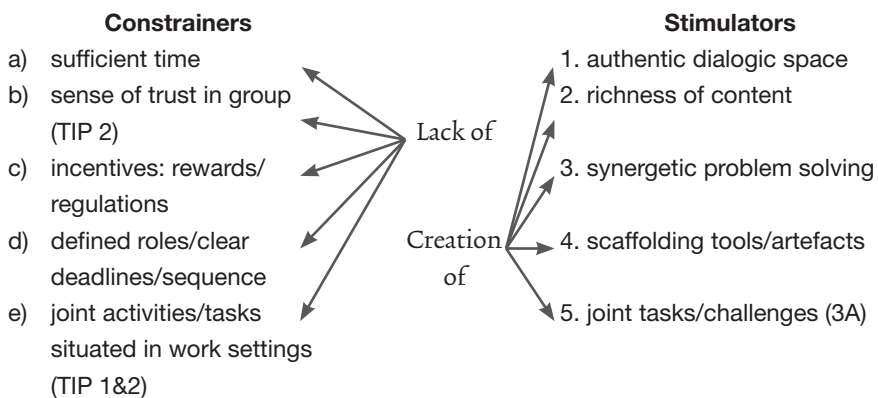 Constrainers
a) sufficient time
b) sense of trust in group
(TIP 2)
c) incentives: rewards/
regulations
d) defined roles/clear
deadlines/sequence
e) joint activities/tasks
situated in work settings
(TIP 1&2)
Lack of
Creation
of
Stimulators
1. authentic dialogic space
2. richness of content
3. synergetic problem solving
4. scaffolding tools/artefacts
5. joint tasks/challenges (3A)